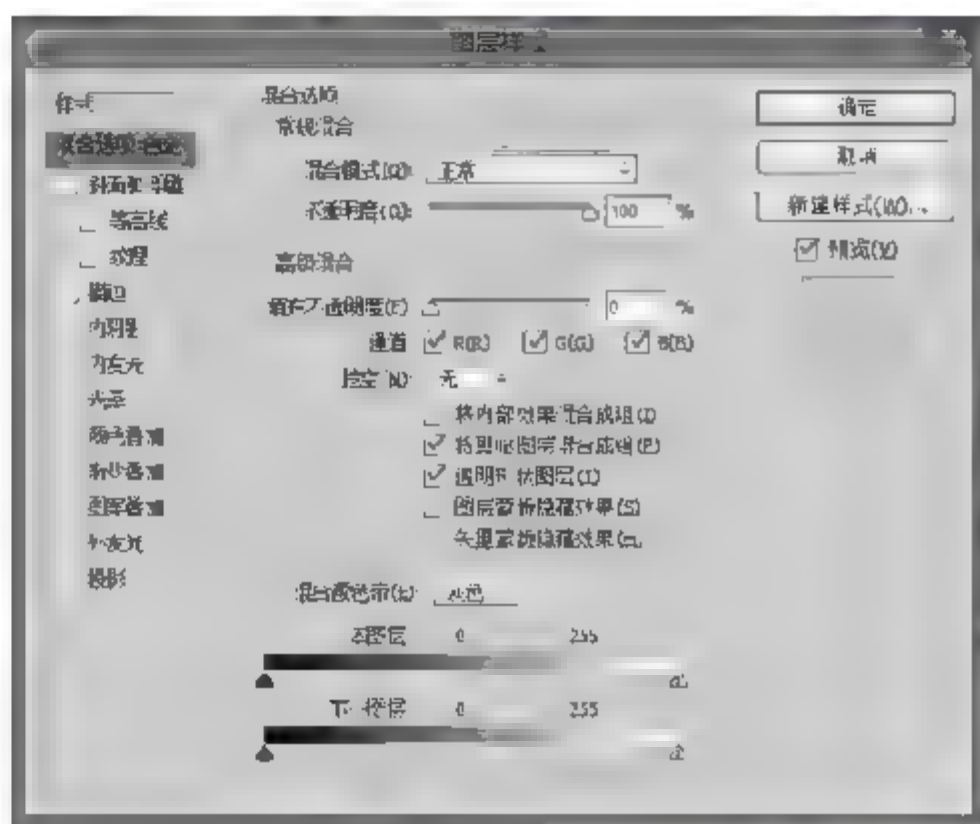 图层样式
样式
混合选项:自定
斜面和浮雕
等高线
纹理
描边
内阴影
内发光
光泽
颜色叠加
渐变叠加
图案叠加
外发光
投影
混合选项
常规混合
混合模式(D): 正常
不透明度(O): 100 %
高级混合
填充不透明度(F): 0 %
通道: R(R) G(G) B(B)
挖空(N): 无
将内部效果混合成组(I)
将剪贴图层混合成组(P)
透明形状图层(T)
图层蒙版隐藏效果(S)
矢量蒙版隐藏效果(H)
混合颜色带(E): 灰色
本图层: 0 255
下一图层: 0 255
确定
取消
新建样式(W)...
预览(V)